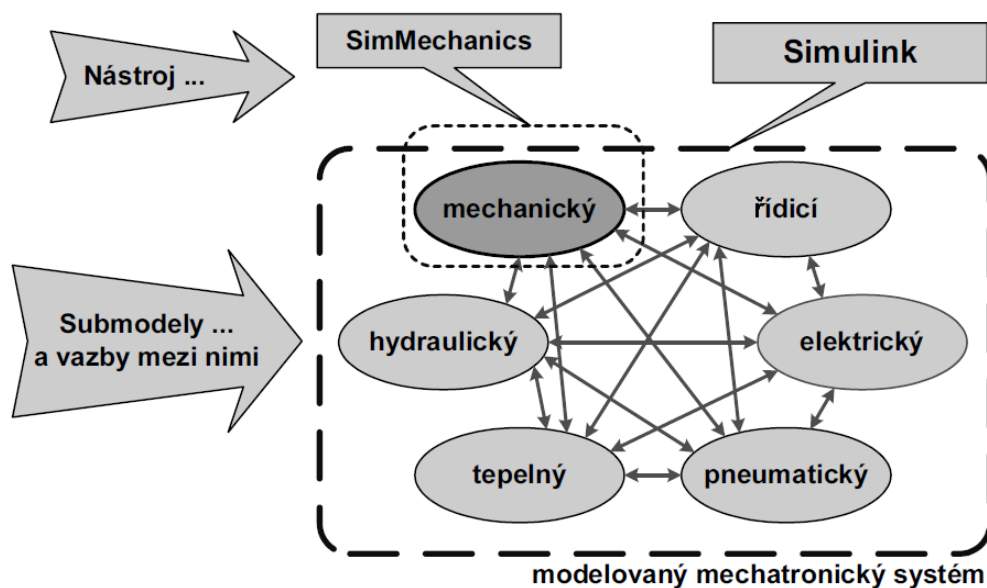 SimMechanics
Simulink
Nástroj ...
mechanický
řídicí
Submodely ...
a vazby mezi nimi
hydraulický
elektrický
tepelný
pneumatický
modelovaný mechatronický systém